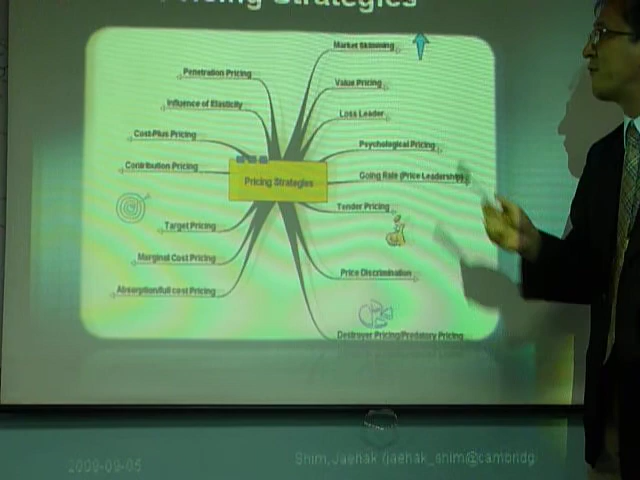 Pricing Strategies
Market Skimming
Value Pricing
Loss Leader
Psychological Pricing
Going Rate (Price Leadership)
Tender Pricing
Price Discrimination
Destroyer Pricing/Predatory Pricing
Penetration Pricing
Influence of Elasticity
Cost-Plus Pricing
Contribution Pricing
Target Pricing
Marginal Cost Pricing
Absorption/full cost Pricing
Pricing Strategies
2009-09-05
Shim, Jaehak (jaehak_shim@cambridg